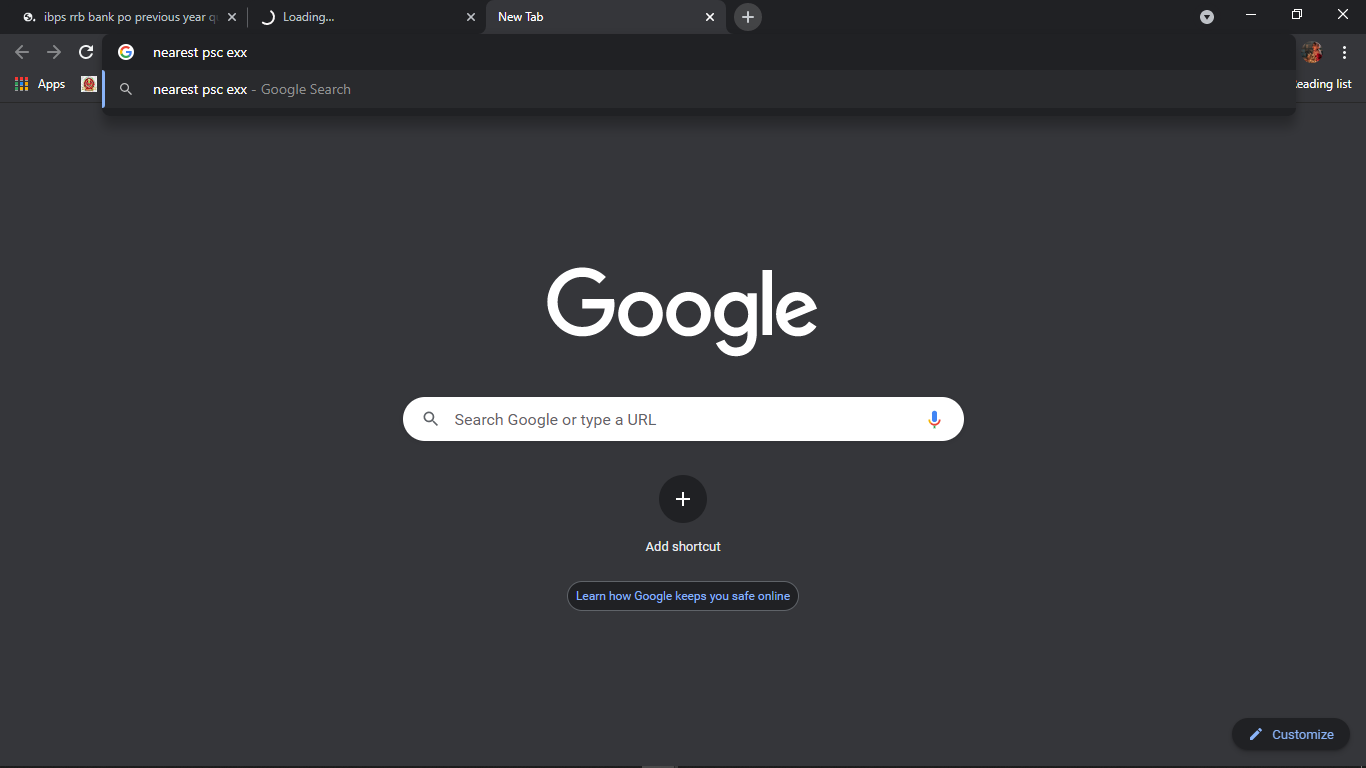 ibps rrb bank po previous year
Loading...
New Tab
nearest psc exx
Apps
nearest psc exx - Google Search
eading list
Google
Search Google or type a URL
Add shortcut
Learn how Google keeps you safe online
Customize